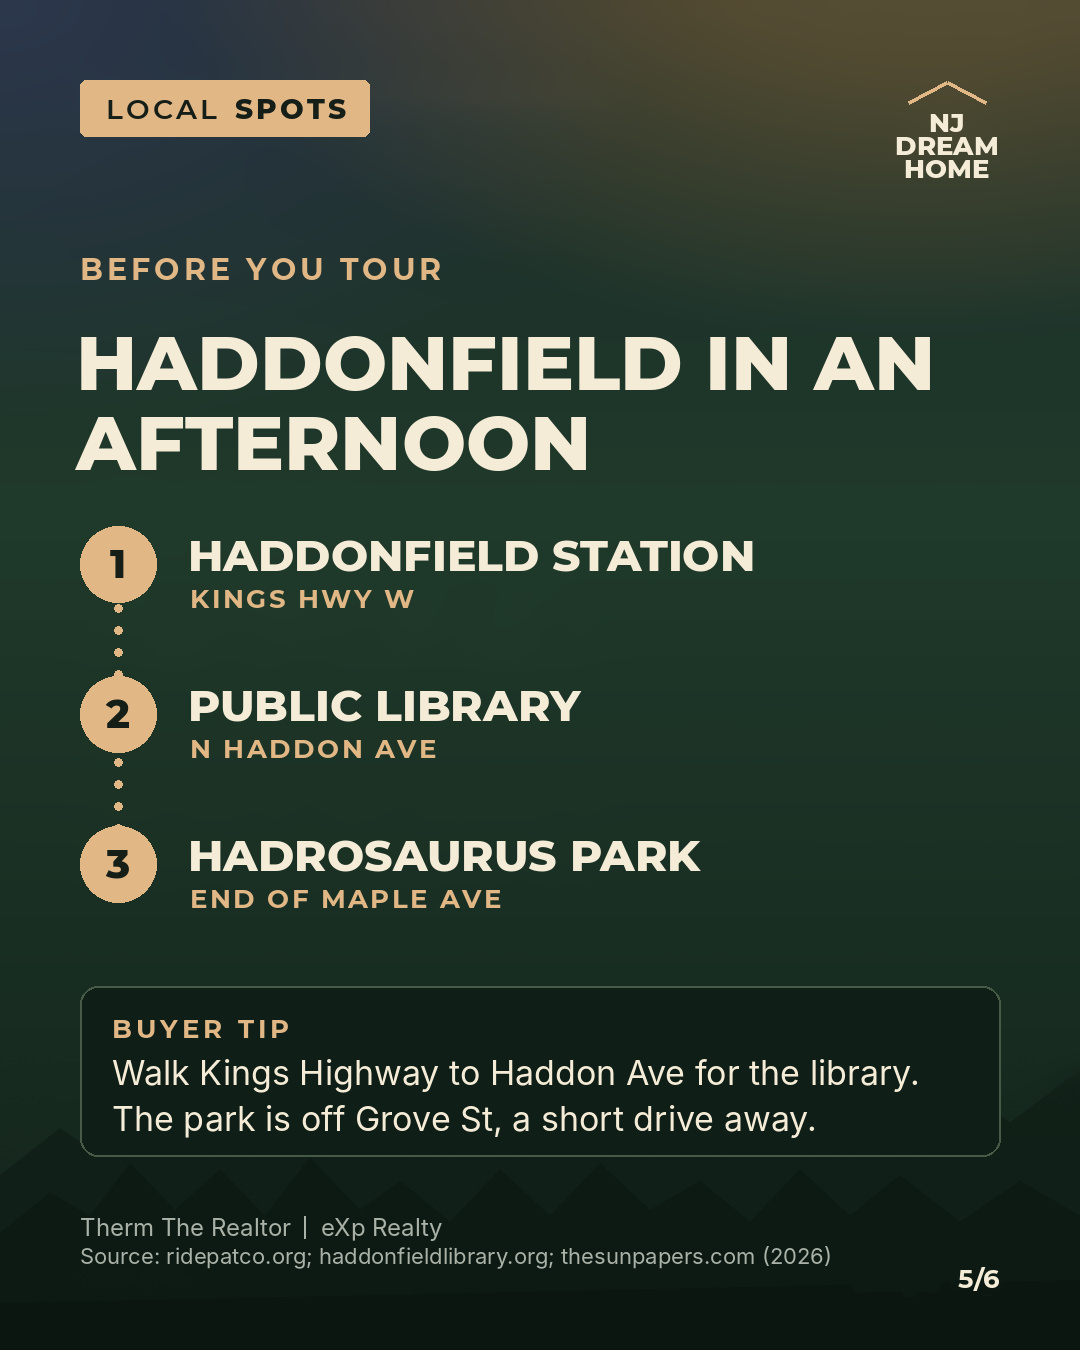 LOCAL SPOTS
NJ
DREAM
HOME
BEFORE YOU TOUR
HADDONFIELD IN AN
AFTERNOON
1
HADDONFIELD STATION
KINGS HWY W
2
PUBLIC LIBRARY
N HADDON AVE
3
HADROSAURUS PARK
END OF MAPLE AVE
BUYER TIP
Walk Kings Highway to Haddon Ave for the library.
The park is off Grove St, a short drive away.
Therm The Realtor | eXp Realty
Source: ridepatco.org; haddonfieldlibrary.org; thesunpapers.com (2026)
5/6